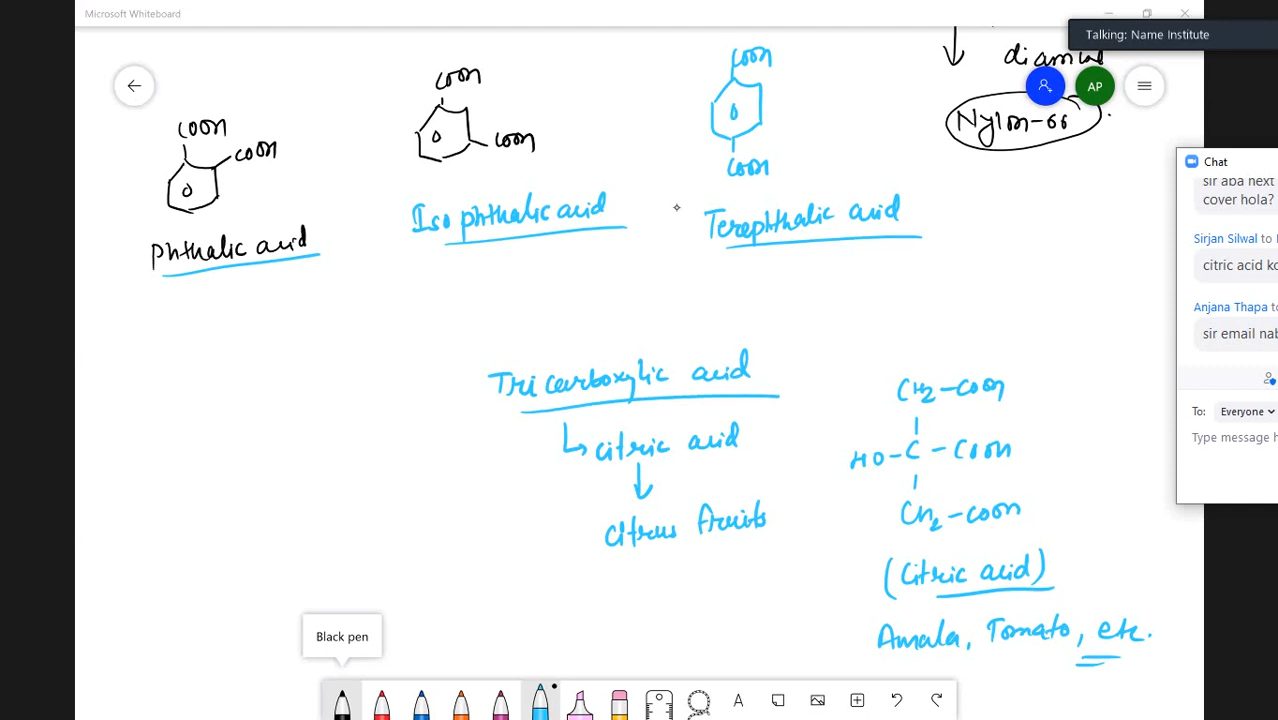 Microsoft Whiteboard
Talking: Name Institute
diamine
AP
Nylon-66
COOH
COOH
Phthalic acid
COOH
COOH
Isophthalic acid
COOH
COOH
Terephthalic acid
Chat
sir aba next
cover hola?
Sirjan Silwal to
citric acid ko
Anjana Thapa to
sir email
To: Everyone
Type message
Tricarboxylic acid
citric acid
Citrus fruits
CH2-COOH
HO-C-COOH
CH2-COOH
(Citric acid)
Amala, Tomato, etc.
Black pen
A